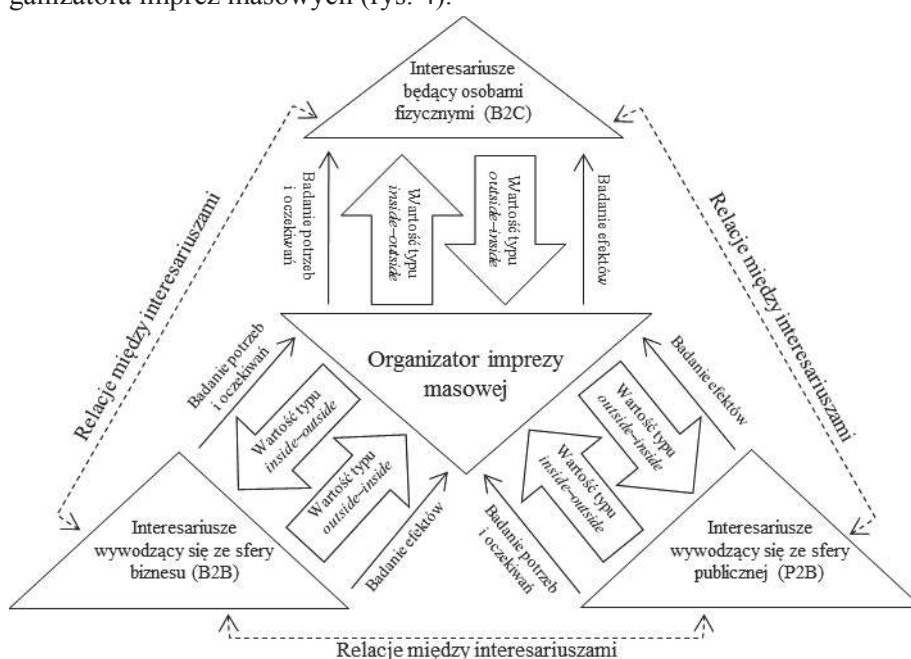 ganizatora imprez masowych (rys. 4).
Interesariusze
będący osobami
fizycznymi (B2C)
Relacje między interesariuszami
Badanie potrzeb
i oczekiwań
Wartość typu
inside–outside
Wartość typu
outside–inside
Badanie efektów
Relacje między interesariuszami
Organizator imprezy
masowej
Badanie potrzeb
i oczekiwań
Wartość typu
inside–outside
Wartość typu
outside–inside
Badanie efektów
Badanie efektów
Wartość typu
outside–inside
Wartość typu
inside–outside
Badanie potrzeb
i oczekiwań
Interesariusze
wywodzący się ze sfery
biznesu (B2B)
Interesariusze
wywodzący się ze sfery
publicznej (P2B)
Relacje między interesariuszami